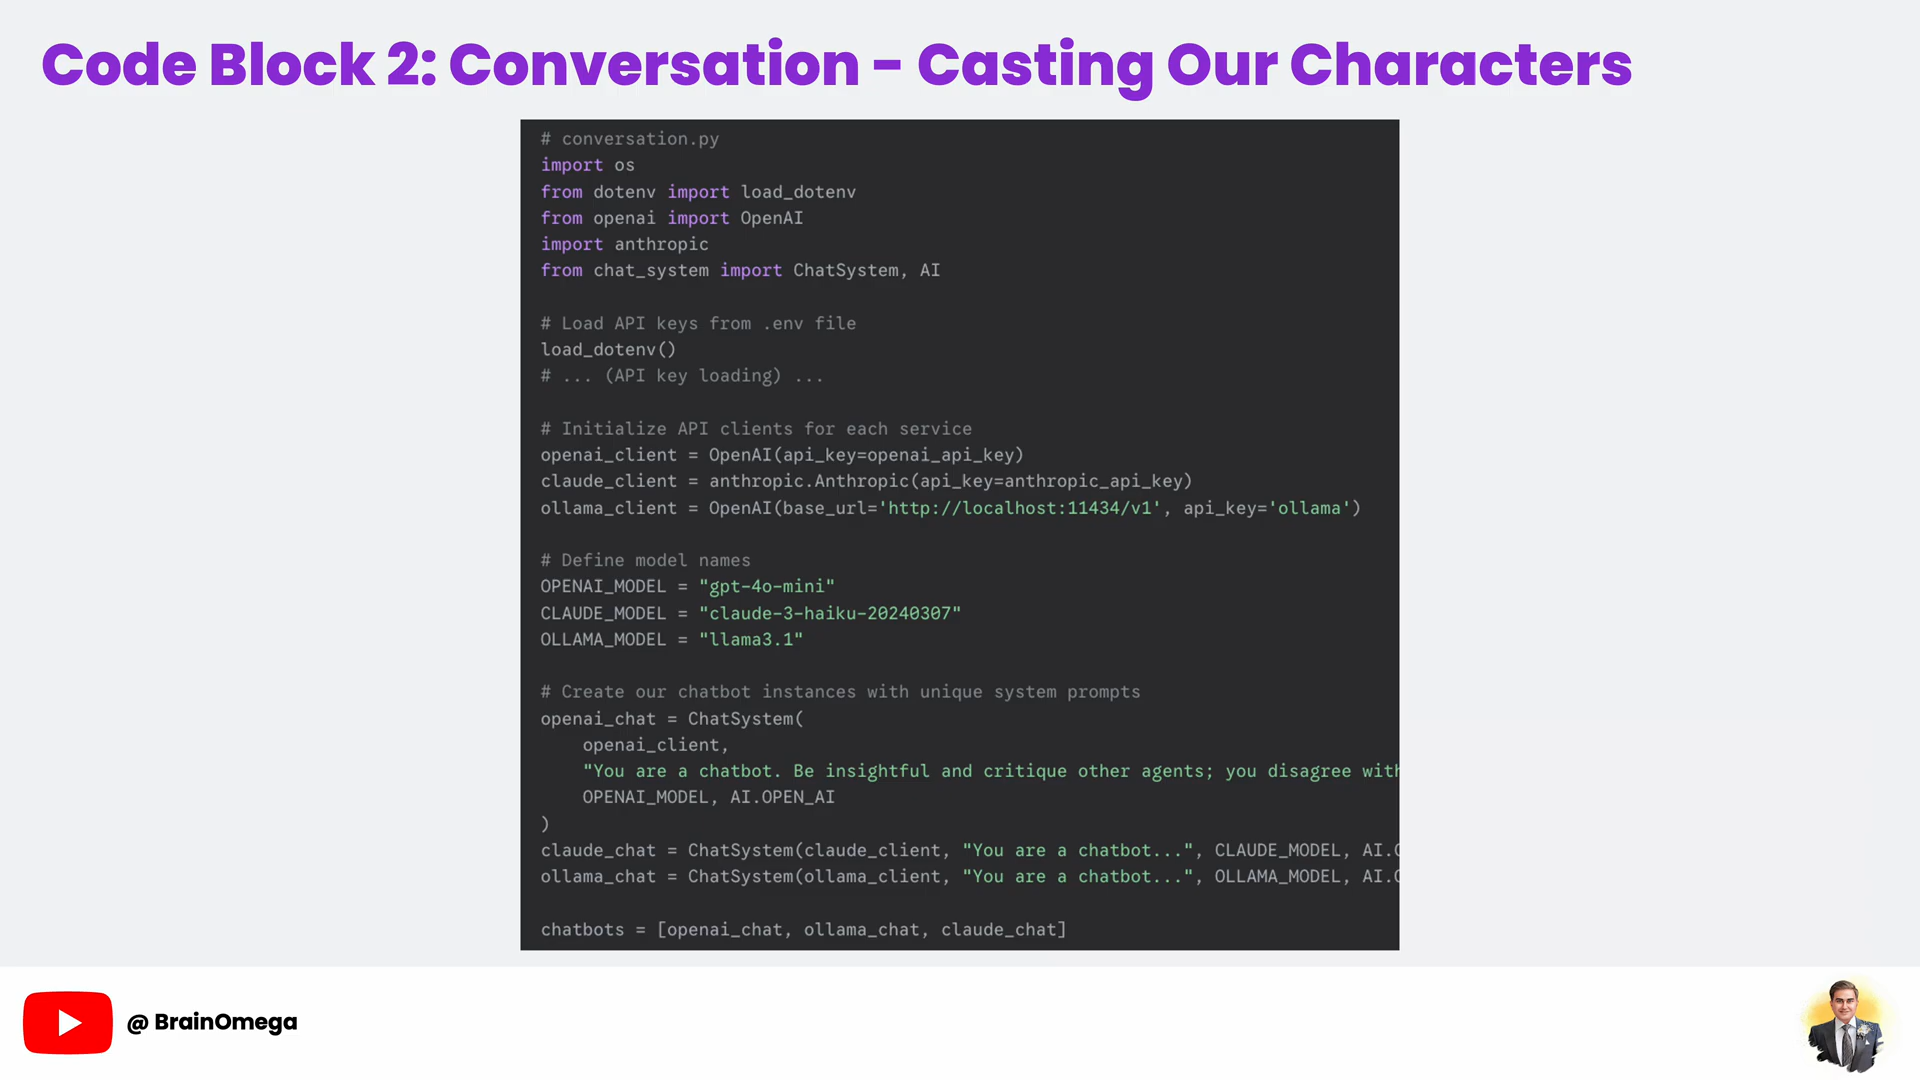 Code Block 2: Conversation - Casting Our Characters
# conversation.py
import os
from dotenv import load_dotenv
from openai import OpenAI
import anthropic
from chat_system import ChatSystem, AI
# Load API keys from .env file
load_dotenv()
# ... (API key loading) ...
# Initialize API clients for each service
openai_client = OpenAI(api_key=openai_api_key)
claude_client = anthropic.Anthropic(api_key=anthropic_api_key)
ollama_client = OpenAI(base_url='http://localhost:11434/v1', api_key='ollama')
# Define model names
OPENAI_MODEL = "gpt-4o-mini"
CLAUDE_MODEL = "claude-3-haiku-20240307"
OLLAMA_MODEL = "llama3.1"
# Create our chatbot instances with unique system prompts
openai_chat = ChatSystem(
    openai_client,
    "You are a chatbot. Be insightful and critique other agents; you disagree with
    OPENAI_MODEL, AI.OPEN_AI
)
claude_chat = ChatSystem(claude_client, "You are a chatbot...", CLAUDE_MODEL, AI.
ollama_chat = ChatSystem(ollama_client, "You are a chatbot...", OLLAMA_MODEL, AI.
chatbots = [openai_chat, ollama_chat, claude_chat]
@ BrainOmega